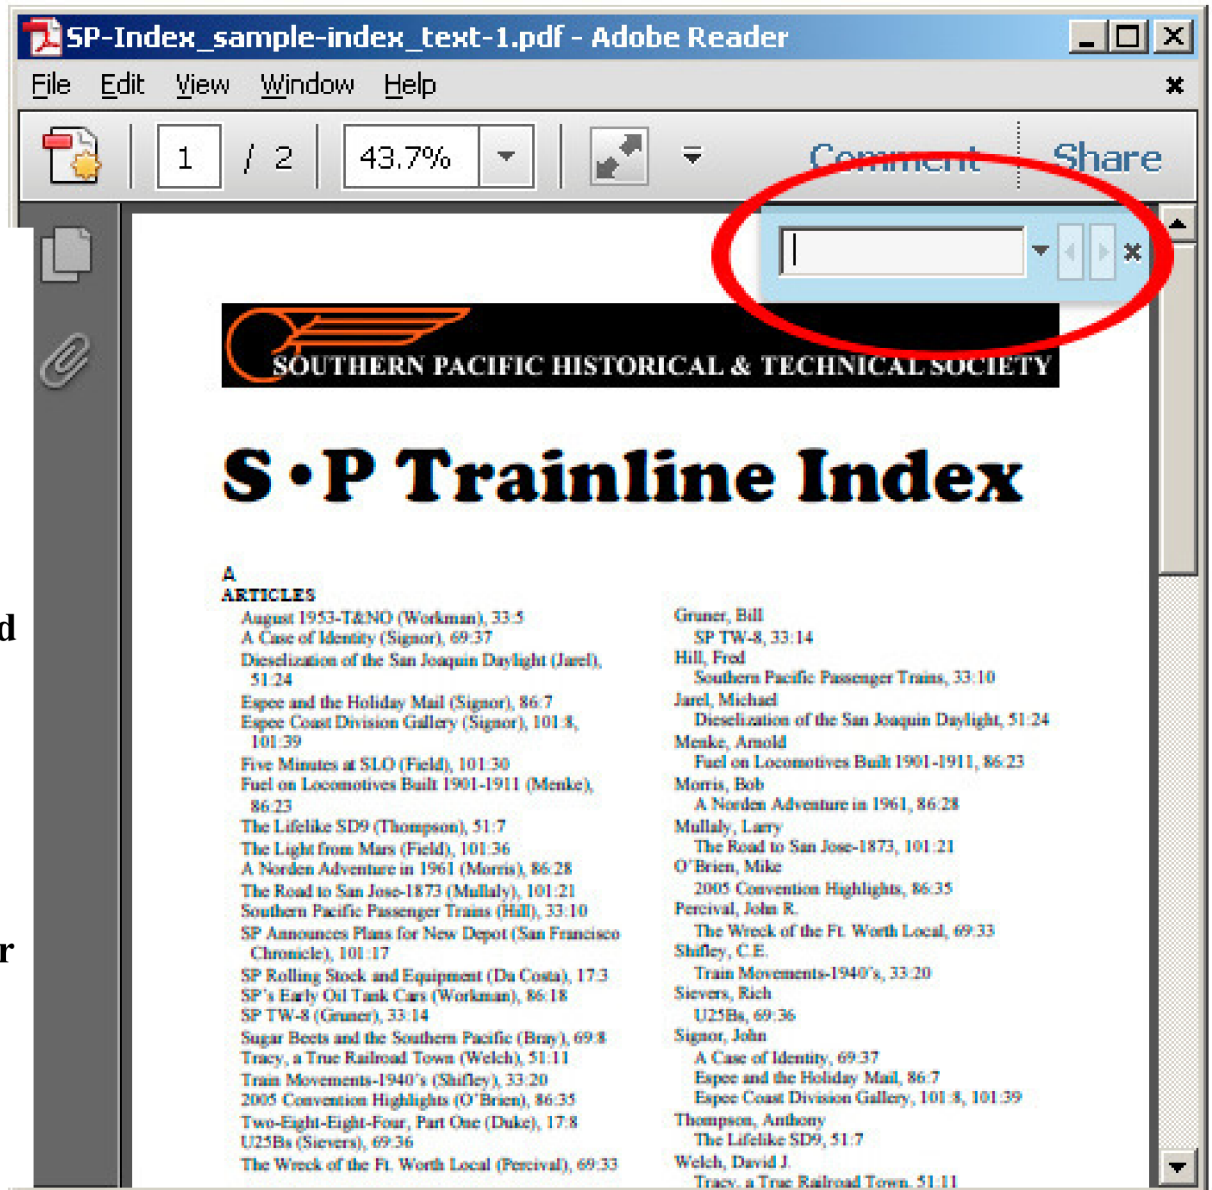 SP-Index_sample-index_text-1.pdf - Adobe Reader
File Edit View Window Help
1 / 2 43.7% Comment Share
SOUTHERN PACIFIC HISTORICAL & TECHNICAL SOCIETY
S•P Trainline Index
A
ARTICLES
August 1953-T&NO (Workman), 33:5
A Case of Identity (Signor), 69:37
Dieselization of the San Joaquin Daylight (Jarel),
51:24
Espee and the Holiday Mail (Signor), 86:7
Espee Coast Division Gallery (Signor), 101:8,
101:39
Five Minutes at SLO (Field), 101:30
Fuel on Locomotives Built 1901-1911 (Menke),
86:23
The Lifelike SD9 (Thompson), 51:7
The Light from Mars (Field), 101:36
A Norden Adventure in 1961 (Morris), 86:28
The Road to San Jose-1873 (Mullaly), 101:21
Southern Pacific Passenger Trains (Hill), 33:10
SP Announces Plans for New Depot (San Francisco
Chronicle), 101:17
SP Rolling Stock and Equipment (Da Costa), 17:3
SP's Early Oil Tank Cars (Workman), 86:18
SP TW-8 (Gruner), 33:14
Sugar Beets and the Southern Pacific (Bray), 69:8
Tracy, a True Railroad Town (Welch), 51:11
Train Movements-1940's (Shifley), 33:20
2005 Convention Highlights (O'Brien), 86:35
Two-Eight-Eight-Four, Part One (Duke), 17:8
U25Bs (Sievers), 69:36
The Wreck of the Ft. Worth Local (Percival), 69:33
Gruner, Bill
SP TW-8, 33:14
Hill, Fred
Southern Pacific Passenger Trains, 33:10
Jarel, Michael
Dieselization of the San Joaquin Daylight, 51:24
Menke, Arnold
Fuel on Locomotives Built 1901-1911, 86:23
Morris, Bob
A Norden Adventure in 1961, 86:28
Mullaly, Larry
The Road to San Jose-1873, 101:21
O'Brien, Mike
2005 Convention Highlights, 86:35
Percival, John R.
The Wreck of the Ft. Worth Local, 69:33
Shifley, C.E.
Train Movements-1940's, 33:20
Sievers, Rich
U25Bs, 69:36
Signor, John
A Case of Identity, 69:37
Espee and the Holiday Mail, 86:7
Espee Coast Division Gallery, 101:8, 101:39
Thompson, Anthony
The Lifelike SD9, 51:7
Welch, David J.
Tracy, a True Railroad Town, 51:11
d
r